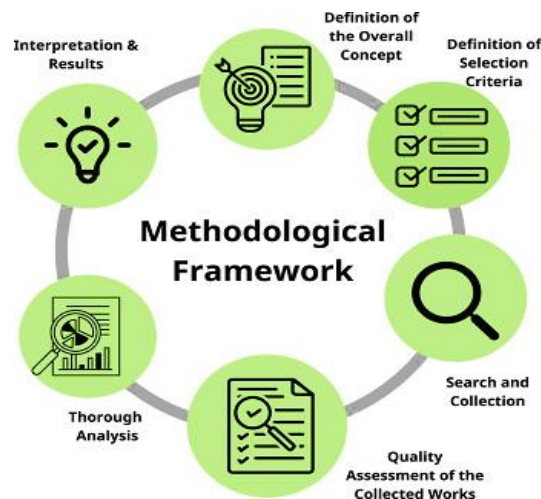 Definition of
the Overall
Concept
Definition of
Selection
Criteria
Search and
Collection
Quality
Assessment of the
Collected Works
Thorough
Analysis
Interpretation &
Results
Methodological
Framework